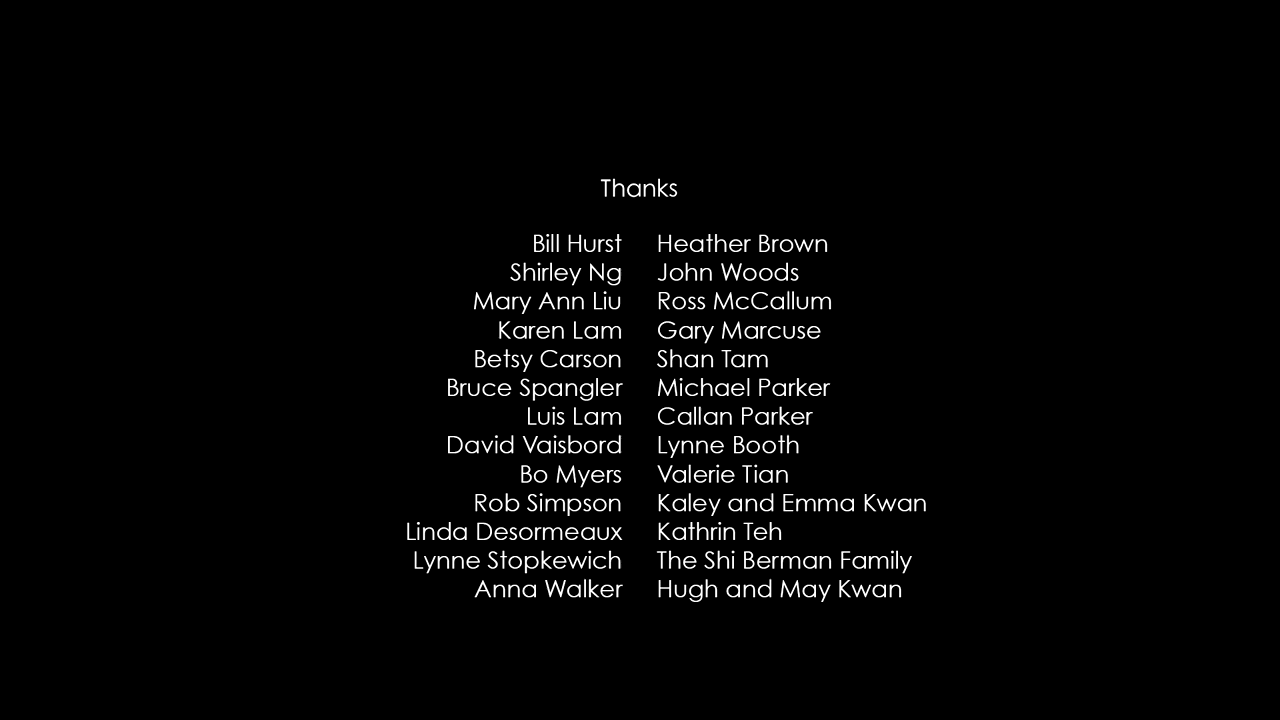 Thanks
Bill Hurst Heather Brown
Shirley Ng John Woods
Mary Ann Liu Ross McCallum
Karen Lam Gary Marcuse
Betsy Carson Shan Tam
Bruce Spangler Michael Parker
Luis Lam Callan Parker
David Vaisbord Lynne Booth
Bo Myers Valerie Tian
Rob Simpson Kaley and Emma Kwan
Linda Desormeaux Kathrin Teh
Lynne Stopkewich The Shi Berman Family
Anna Walker Hugh and May Kwan